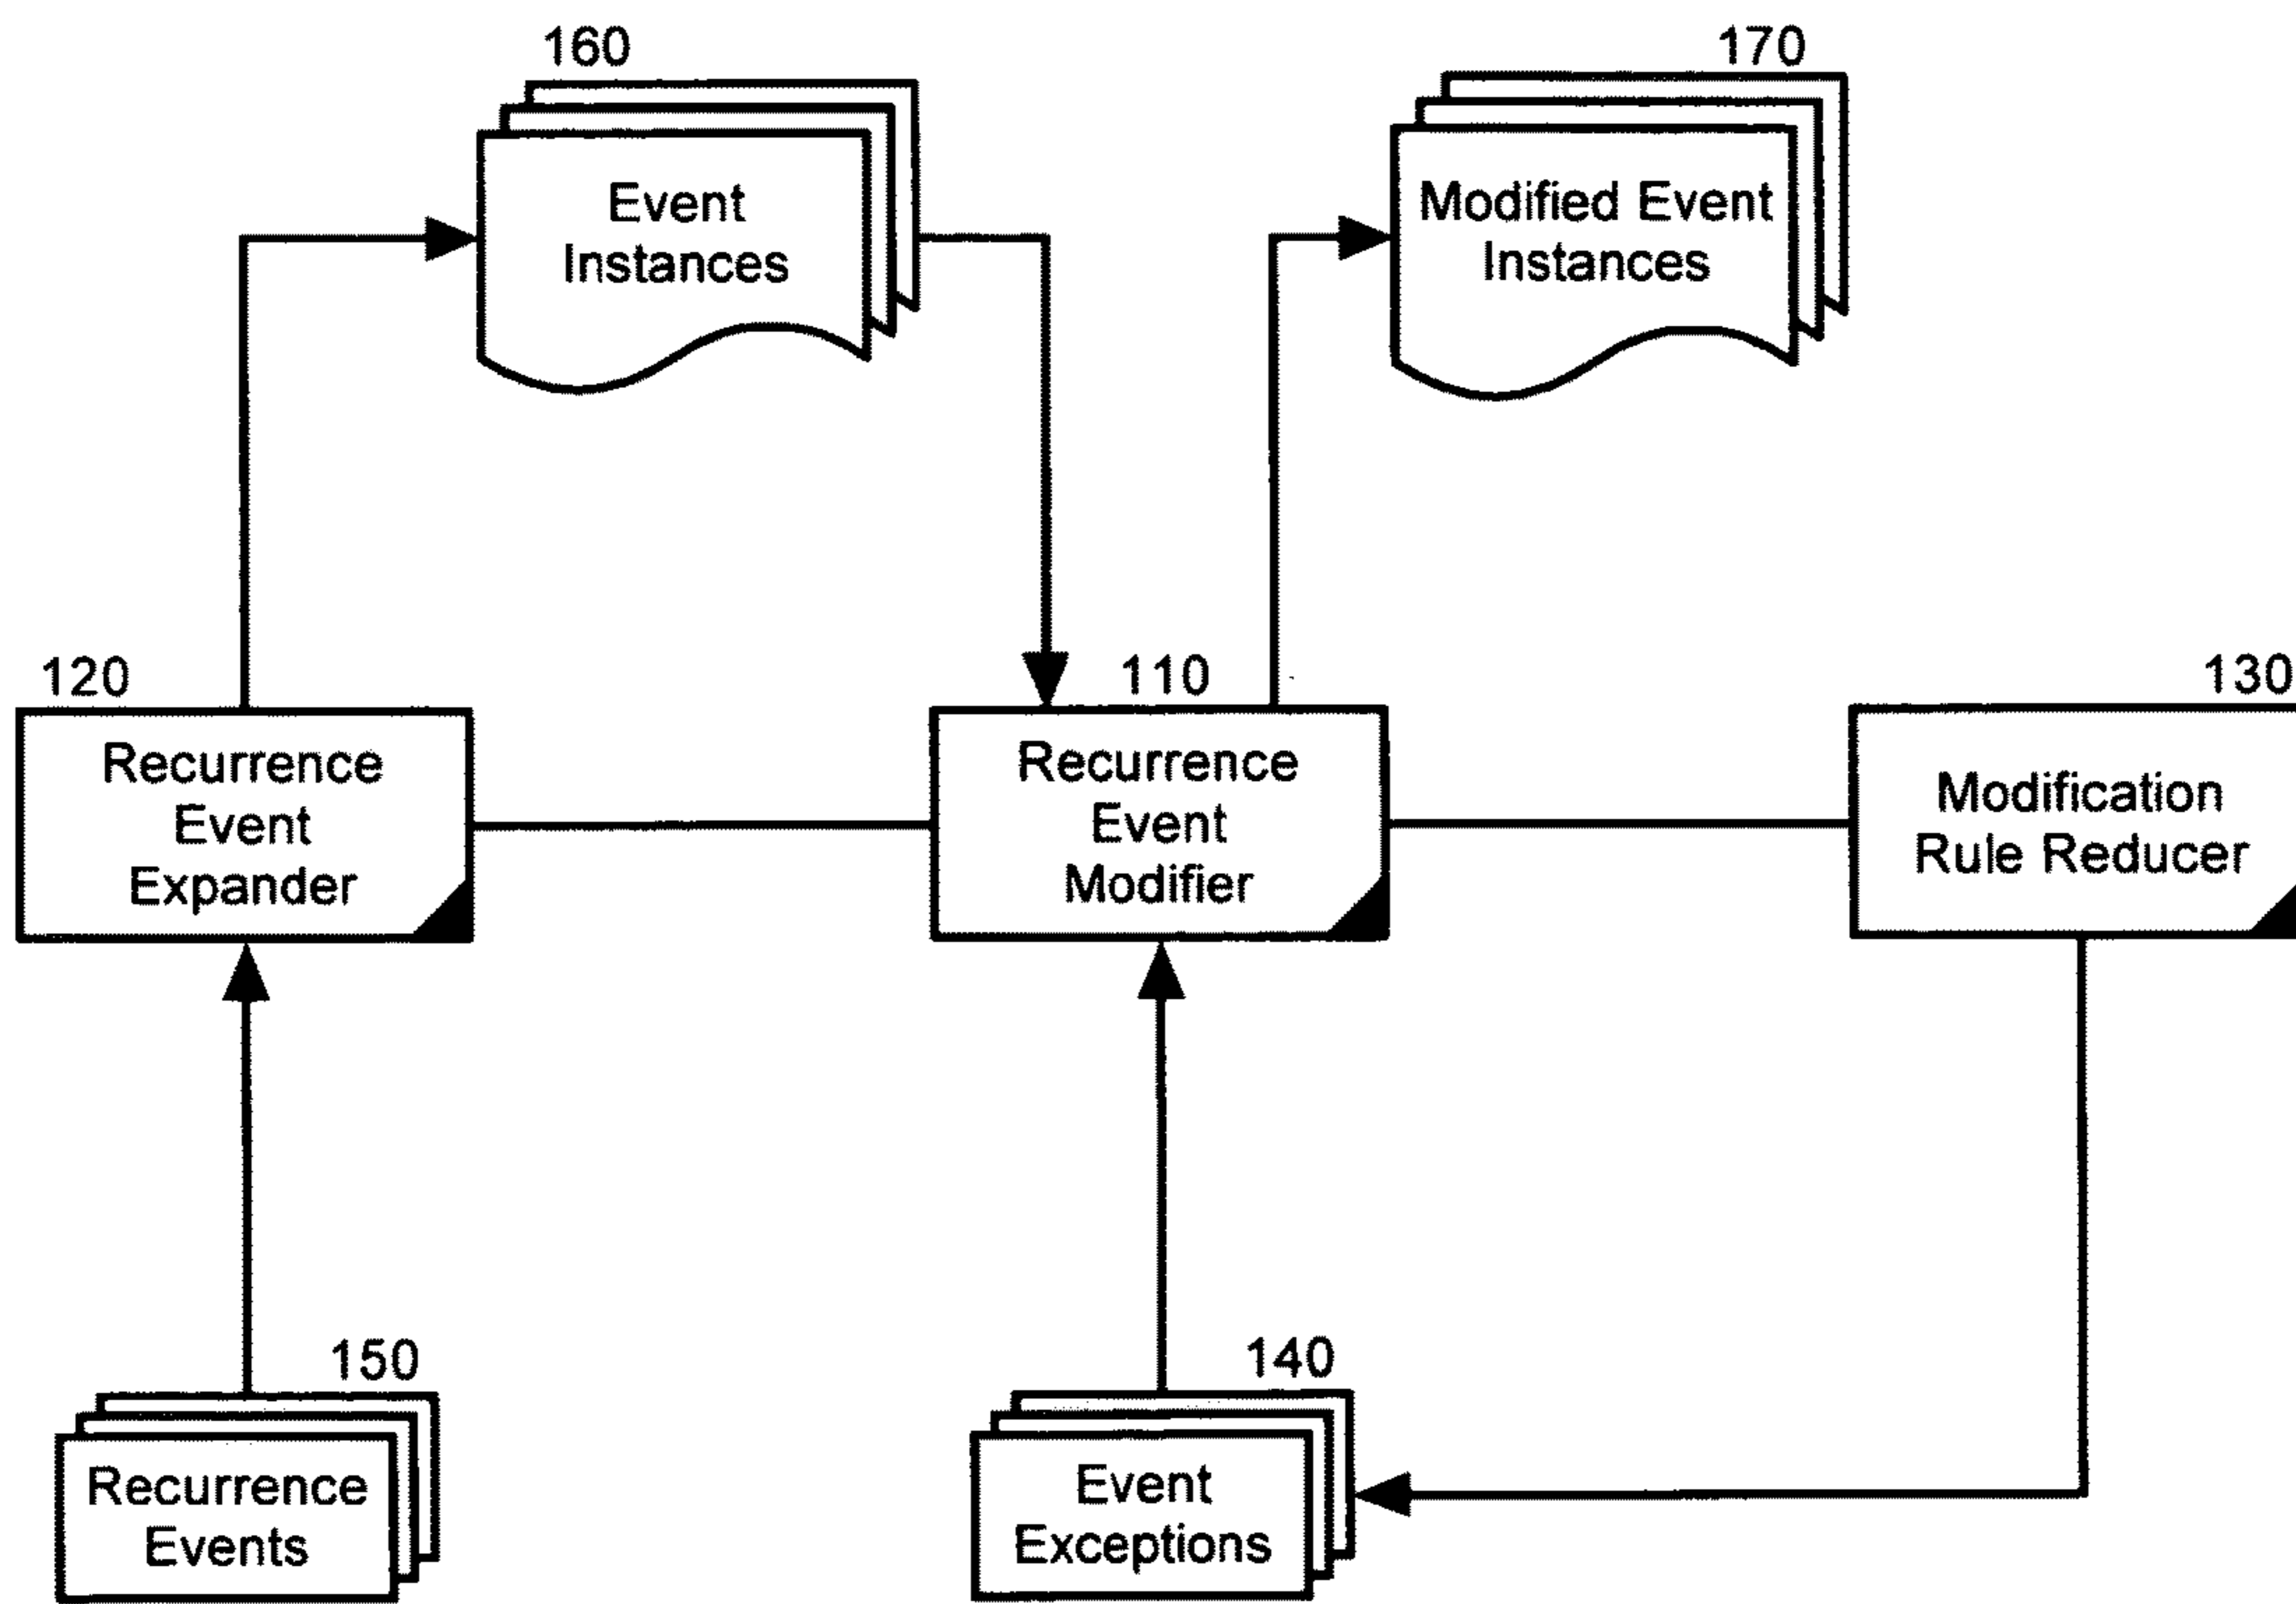 160
Event
Instances
170
Modified Event
Instances
120
Recurrence
Event
Expander
110
Recurrence
Event
Modifier
130
Modification
Rule Reducer
150
Recurrence
Events
140
Event
Exceptions